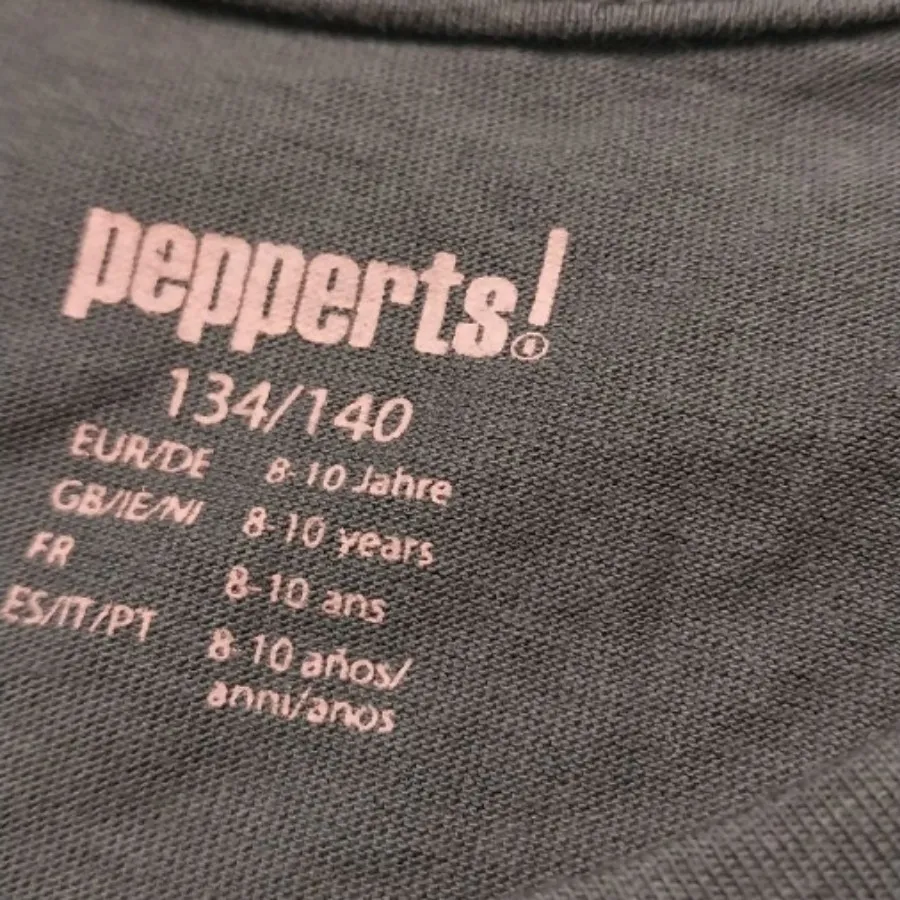 pepperts!
134/140
EUR/DE 8-10 Jahre
GB/IE/NI 8-10 years
FR 8-10 ans
ES/IT/PT 8-10 años/
anni/anos